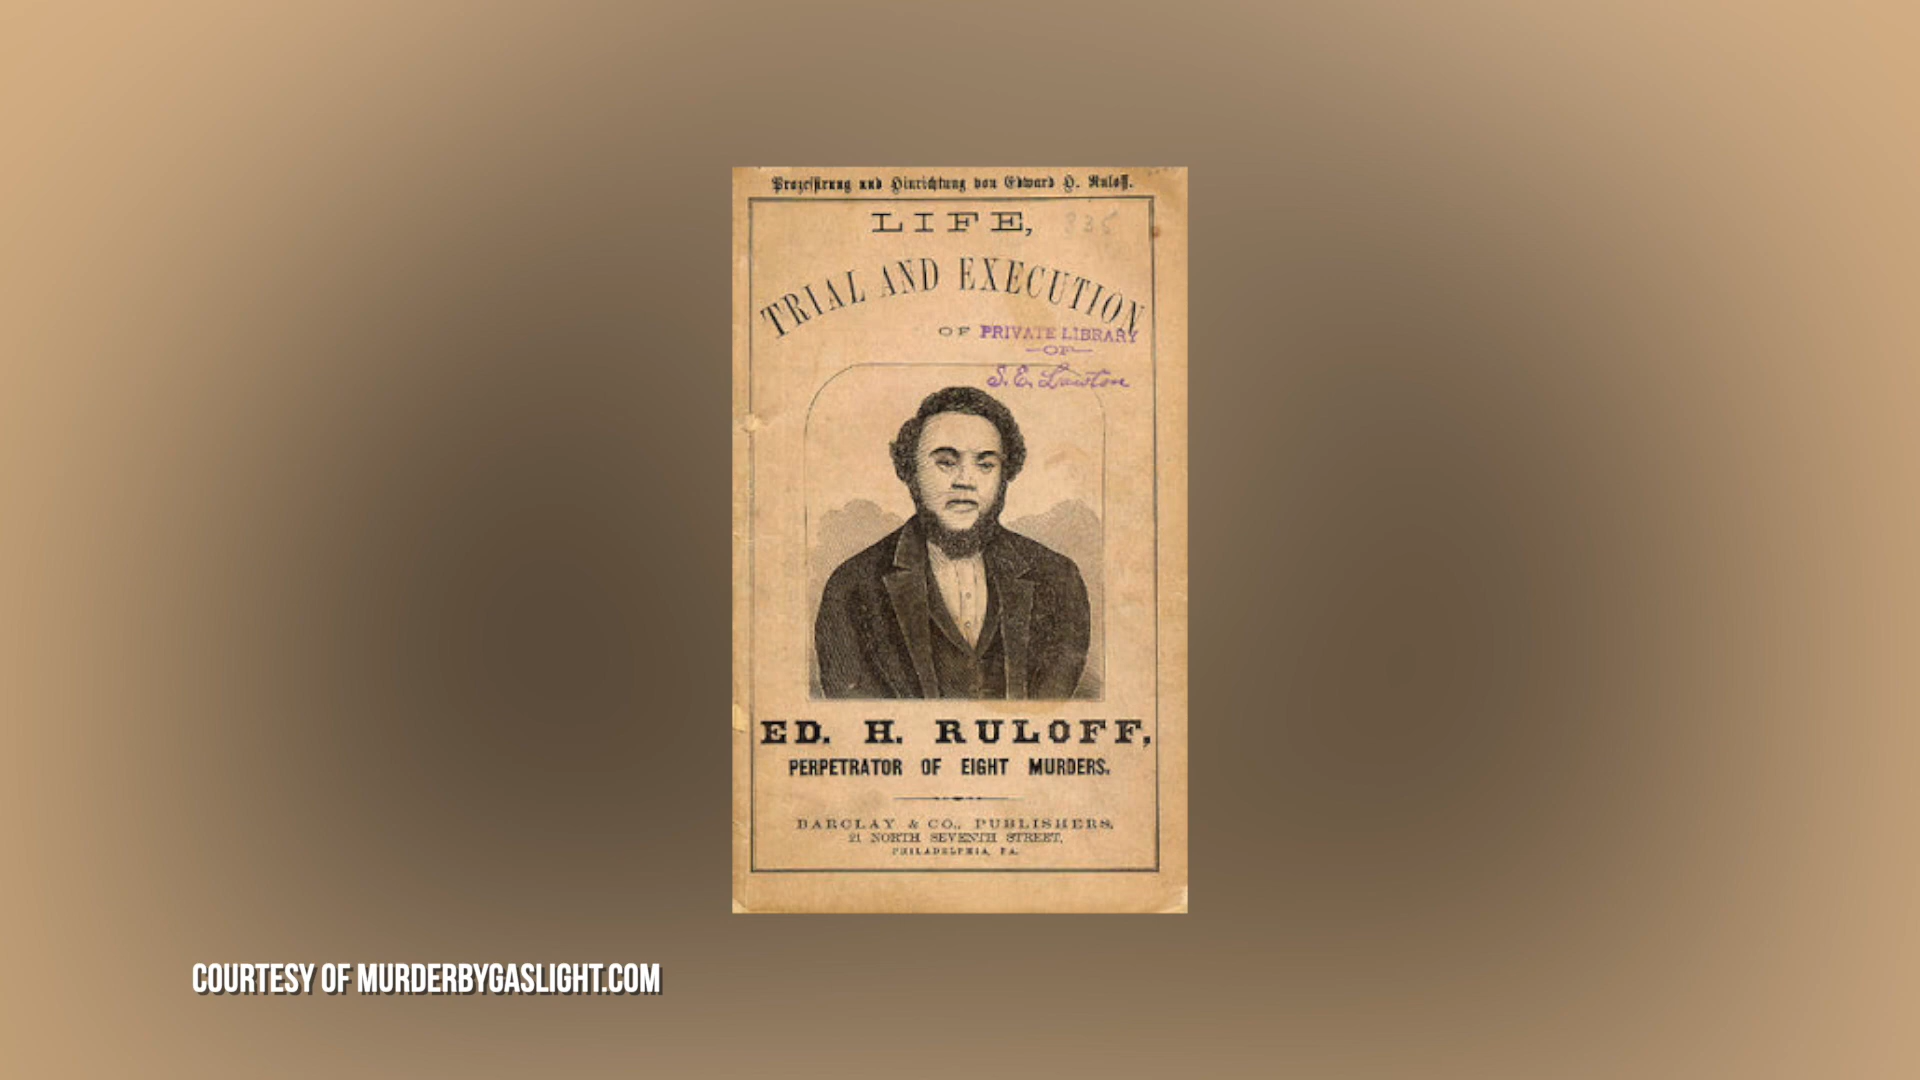 Prozessirung und Hinrichtung von Edward H. Ruloff.
LIFE,
TRIAL AND EXECUTION
OF
PRIVATE LIBRARY
—OF—
S. E. Lawton
ED. H. RULOFF,
PERPETRATOR OF EIGHT MURDERS.
BARCLAY & CO., PUBLISHERS,
21 NORTH SEVENTH STREET,
PHILADELPHIA, PA.
COURTESY OF MURDERBYGASLIGHT.COM